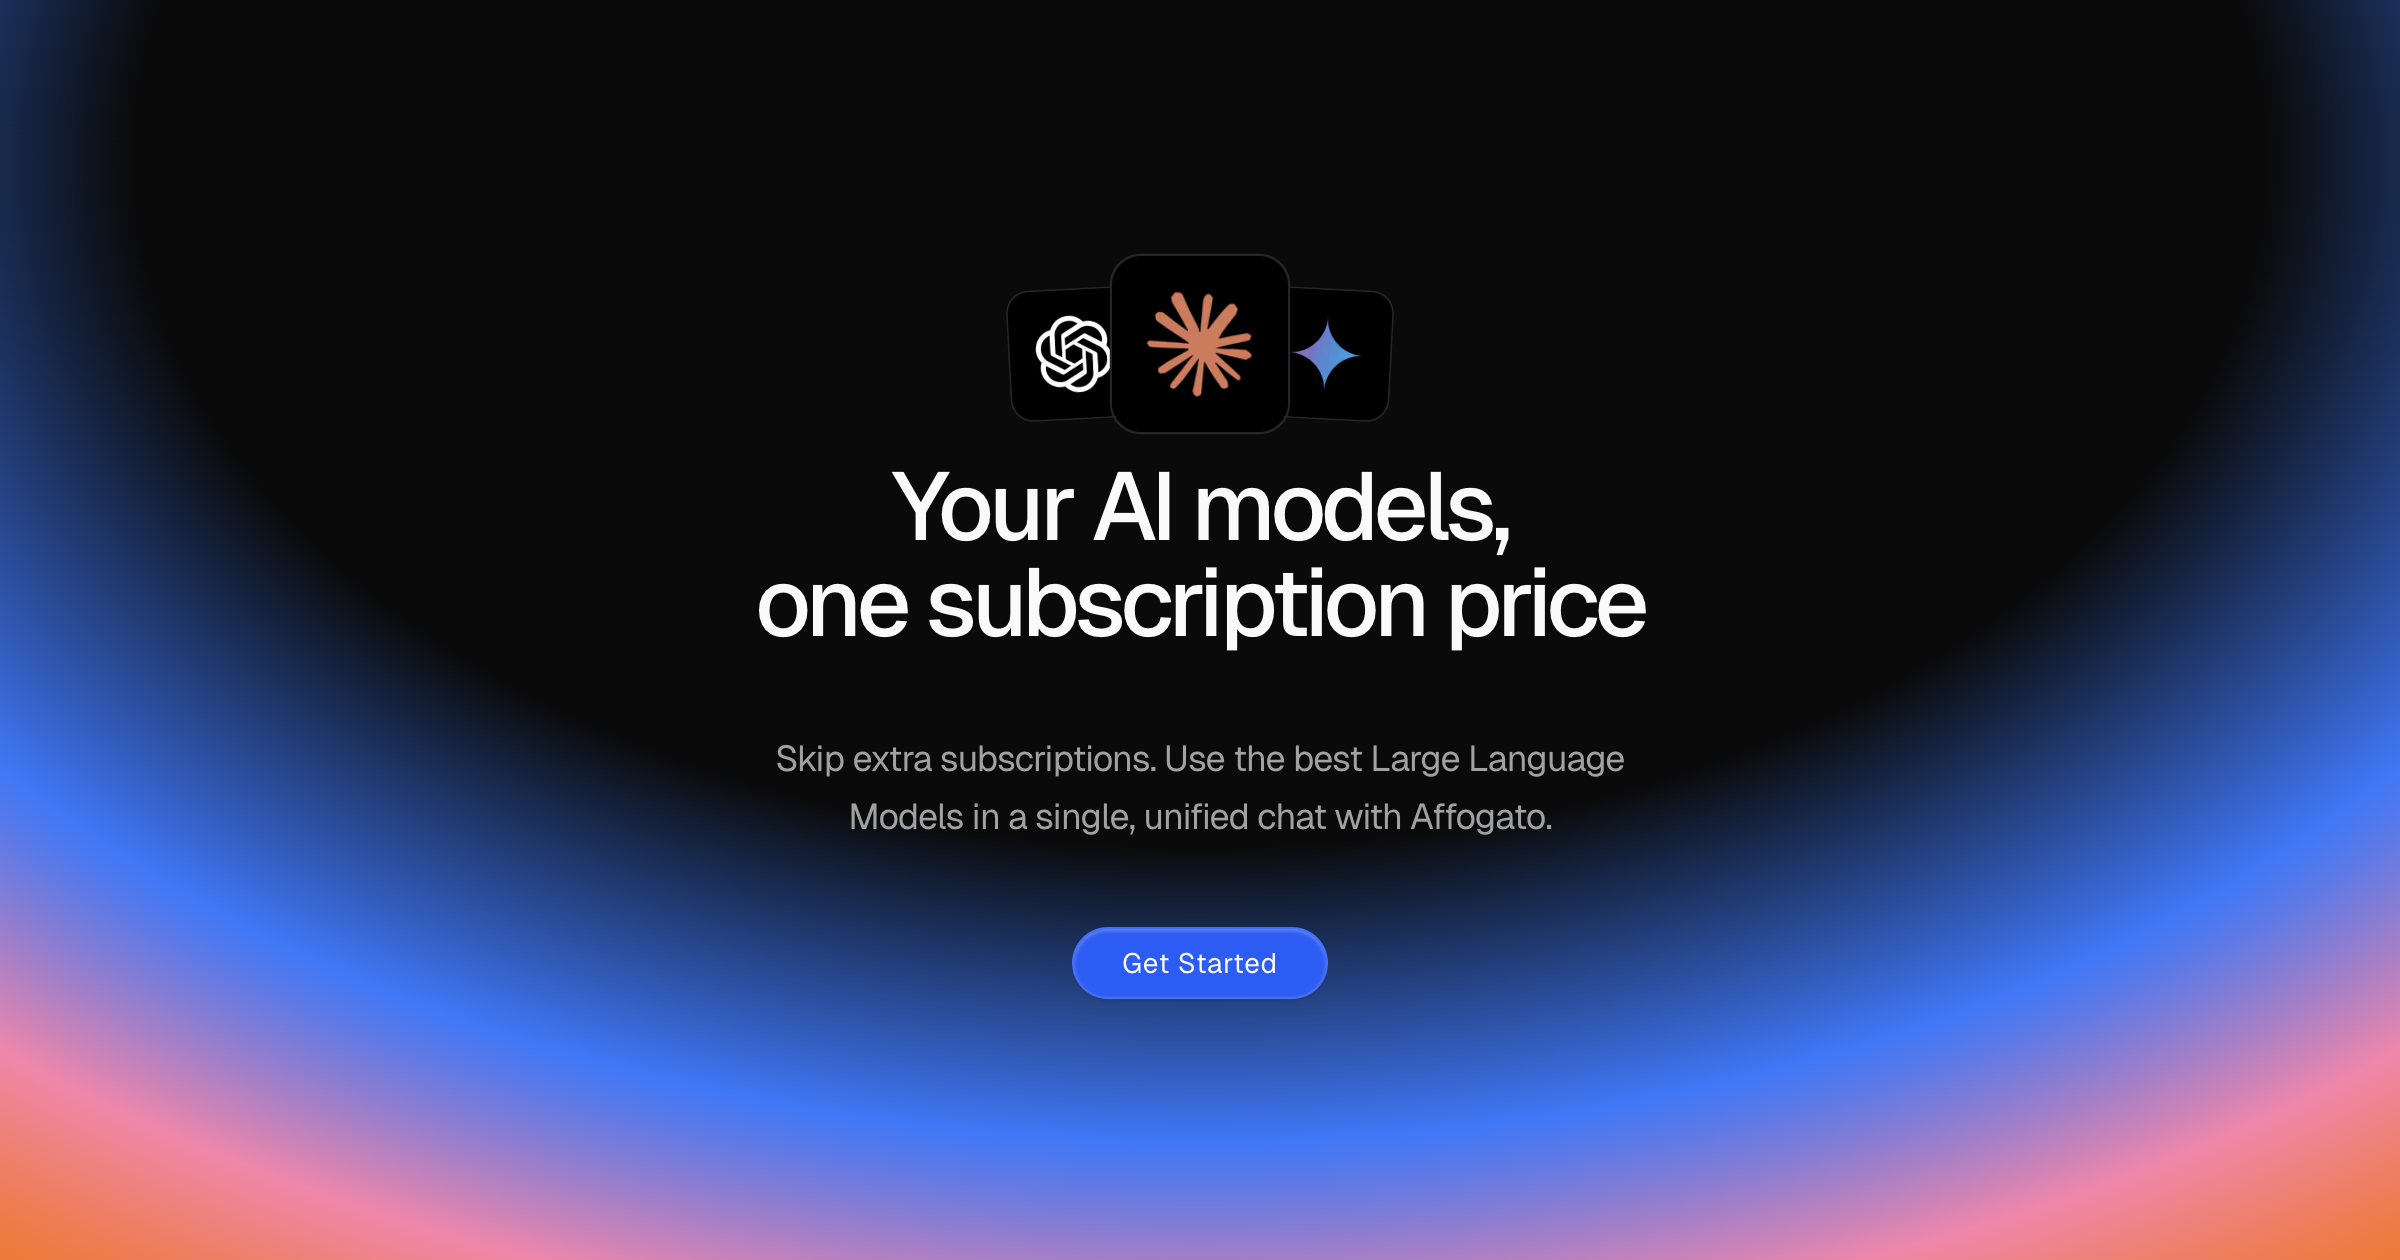 Your AI models,
one subscription price
Skip extra subscriptions. Use the best Large Language
Models in a single, unified chat with Affogato.
Get Started